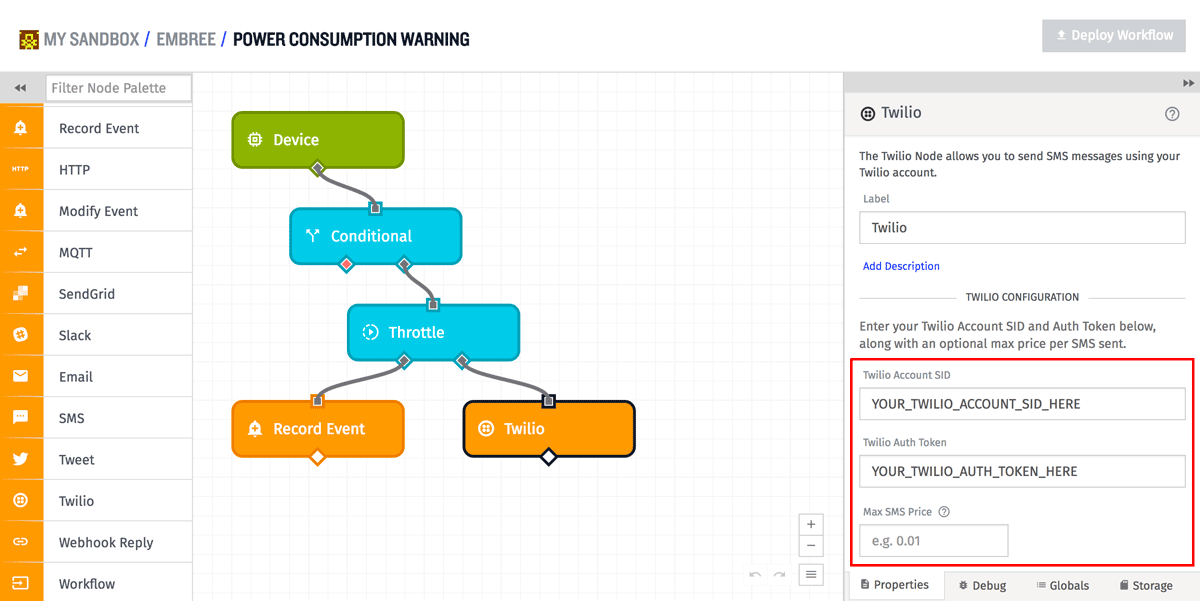 MY SANDBOX / EMBREE / POWER CONSUMPTION WARNING
Deploy Workflow
Filter Node Palette
Record Event
HTTP HTTP
Modify Event
MQTT
SendGrid
Slack
Email
SMS
Tweet
Twilio
Webhook Reply
Workflow
Device
Conditional
Throttle
Record Event
Twilio
Twilio
The Twilio Node allows you to send SMS messages using your
Twilio account.
Label
Twilio
Add Description
TWILIO CONFIGURATION
Enter your Twilio Account SID and Auth Token below,
along with an optional max price per SMS sent.
Twilio Account SID
YOUR_TWILIO_ACCOUNT_SID_HERE
Twilio Auth Token
YOUR_TWILIO_AUTH_TOKEN_HERE
Max SMS Price
e.g. 0.01
Properties Debug Globals Storage